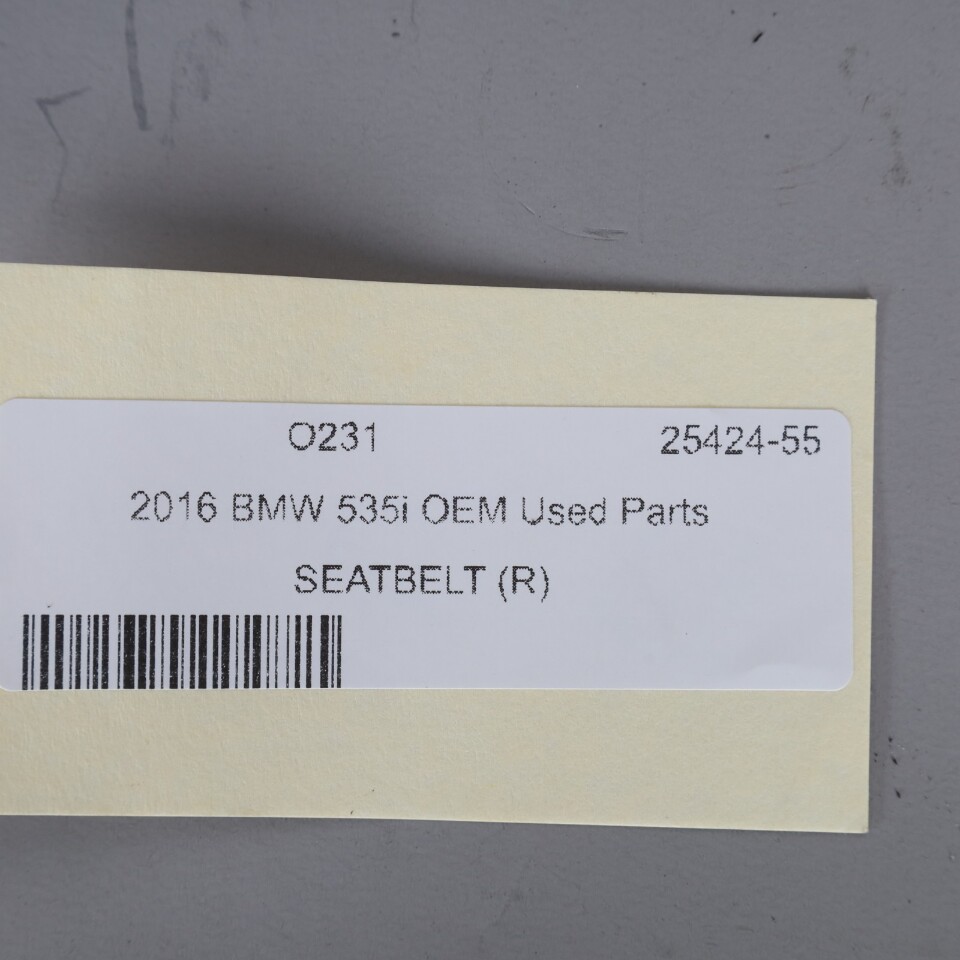 O231 25424-55
2016 BMW 535i OEM Used Parts
SEATBELT (R)